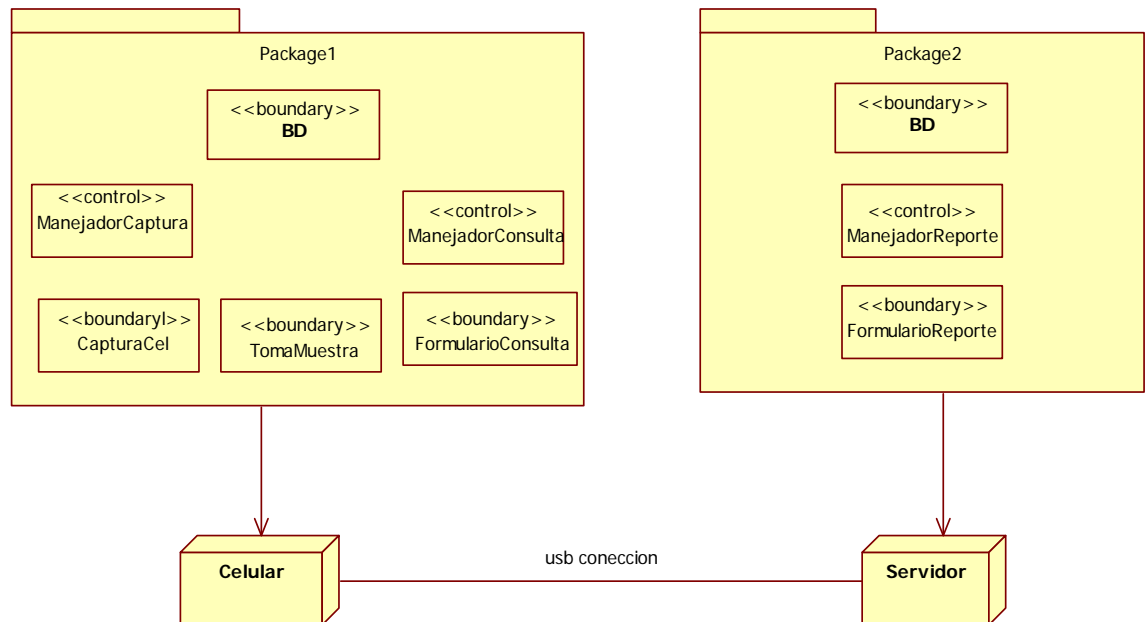 Package1
<<boundary>>
BD
<<control>>
ManejadorCaptura
<<control>>
ManejadorConsulta
<<boundaryl>>
CapturaCel
<<boundary>>
TomaMuestra
<<boundary>>
FormularioConsulta
Package2
<<boundary>>
BD
<<control>>
ManejadorReporte
<<boundary>>
FormularioReporte
Celular
usb coneccion
Servidor